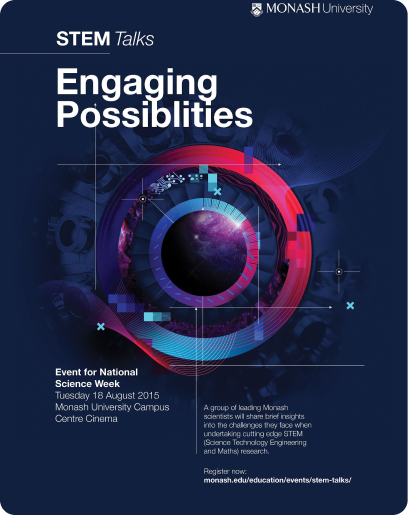 MONASH University
STEM Talks
Engaging
Possiblities
Event for National
Science Week
Tuesday 18 August 2015
Monash University Campus
Centre Cinema
A group of leading Monash
scientists will share brief insights
into the challenges they face when
undertaking cutting edge STEM
(Science Technology Engineering
and Maths) research.
Register now:
monash.edu/education/events/stem-talks/